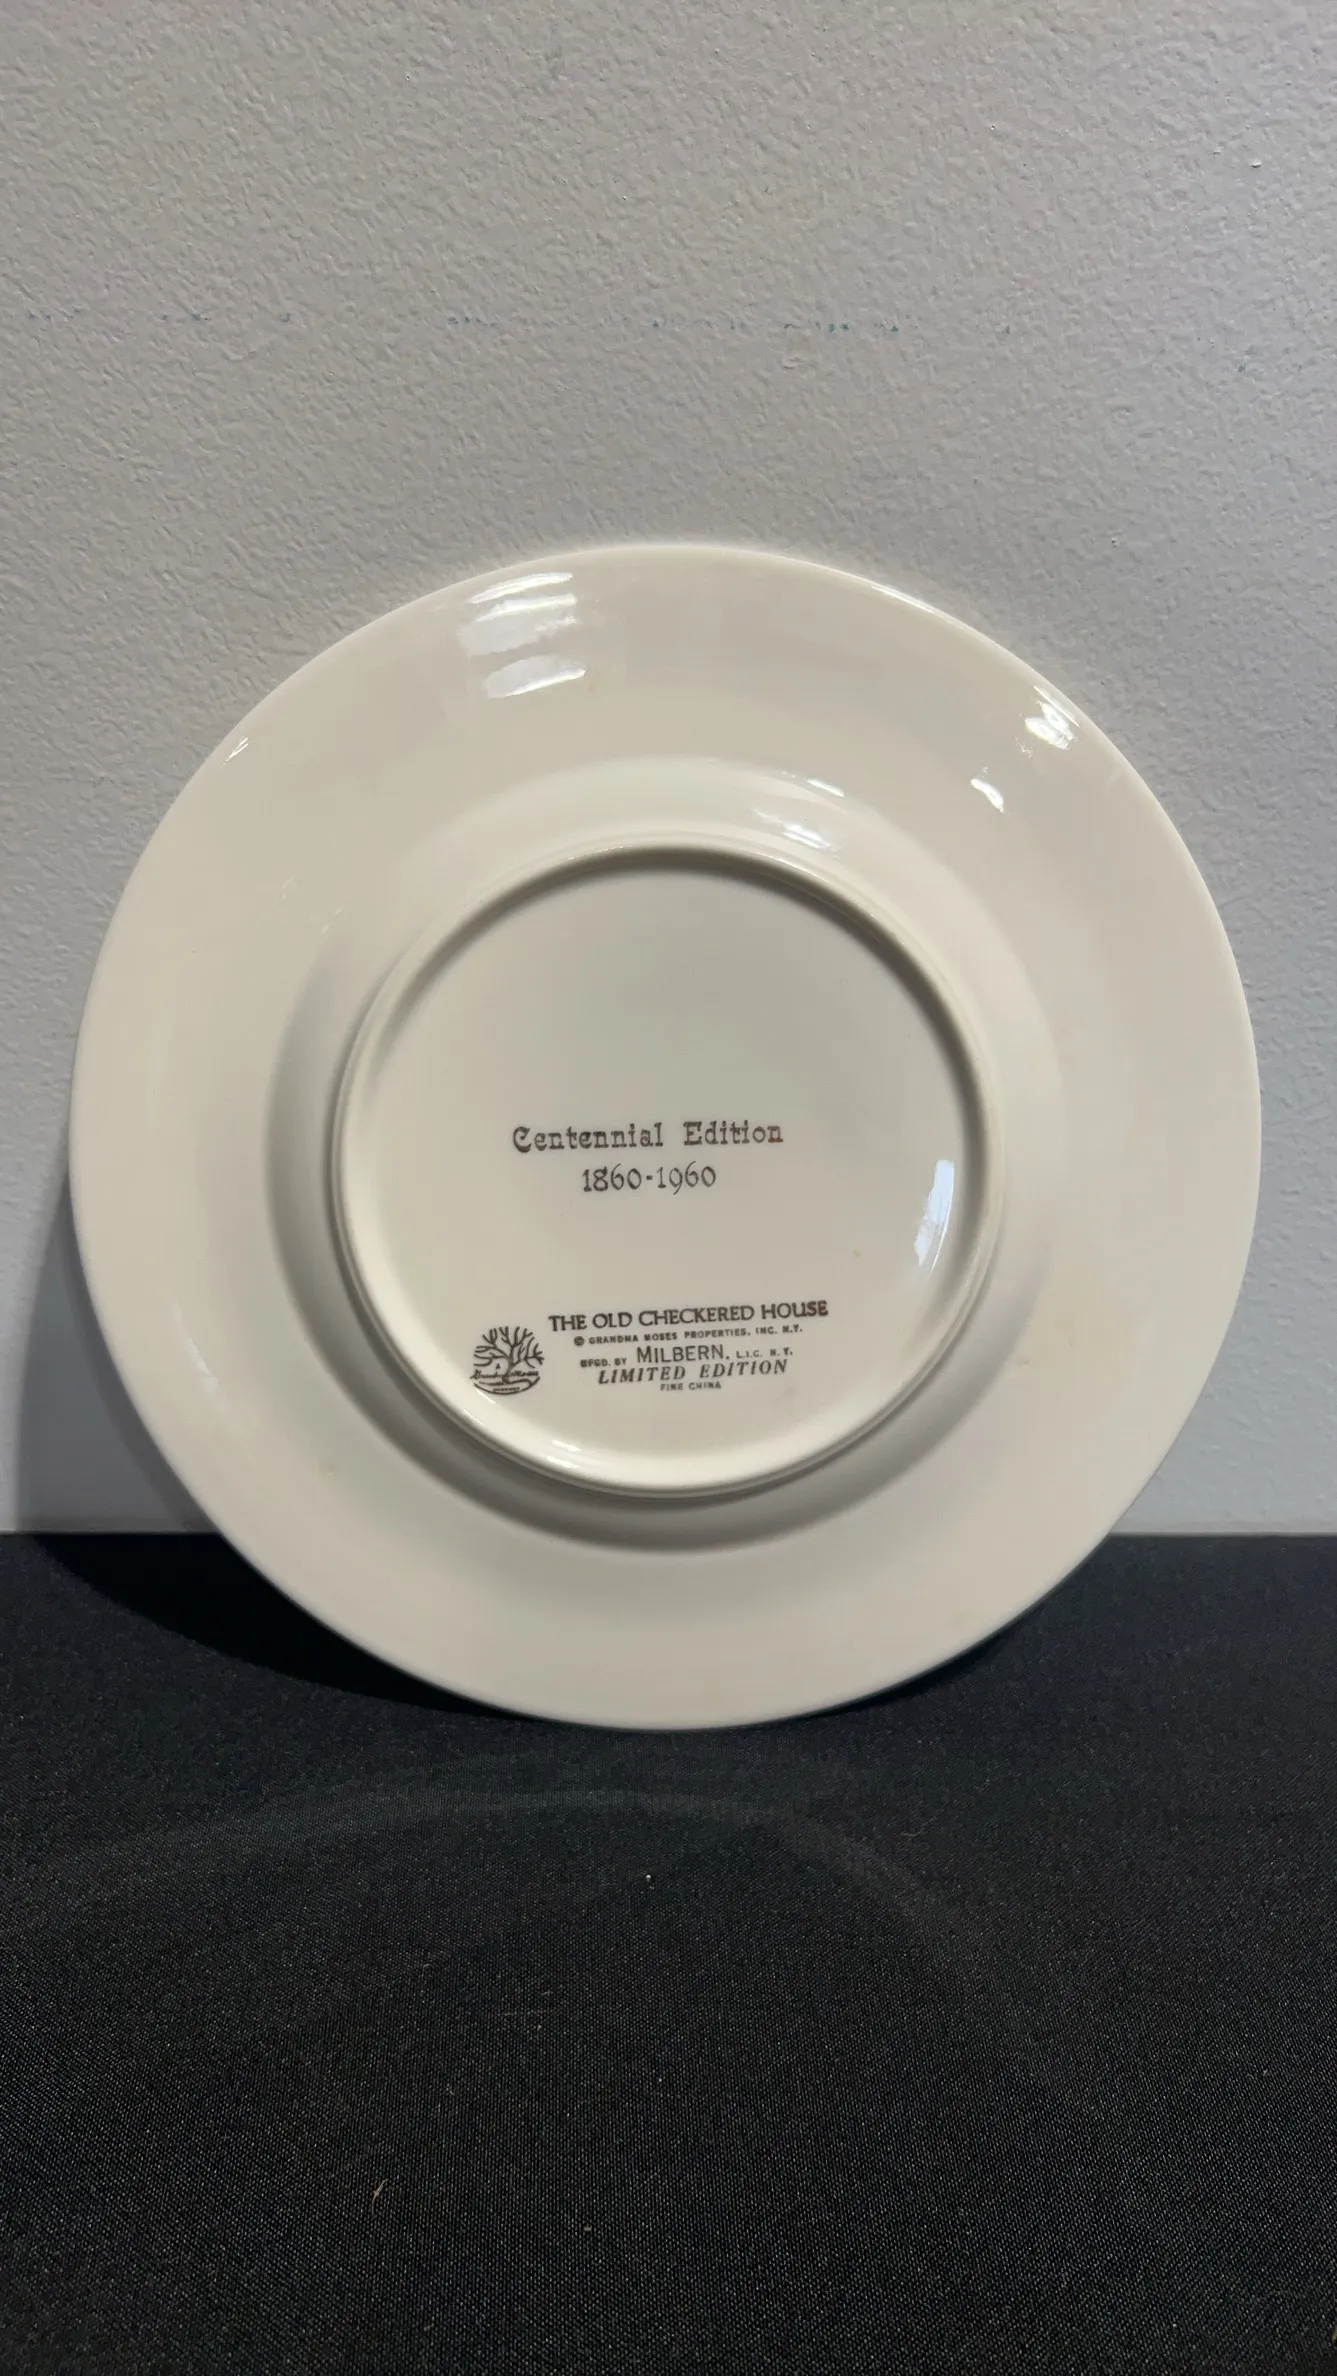 Centennial Edition
1860-1960
THE OLD CHECKERED HOUSE
© GRANDMA MOSES PROPERTIES, INC. N.Y.
MFGD. BY MILBERN, L.I.C. N.Y.
LIMITED EDITION
FINE CHINA